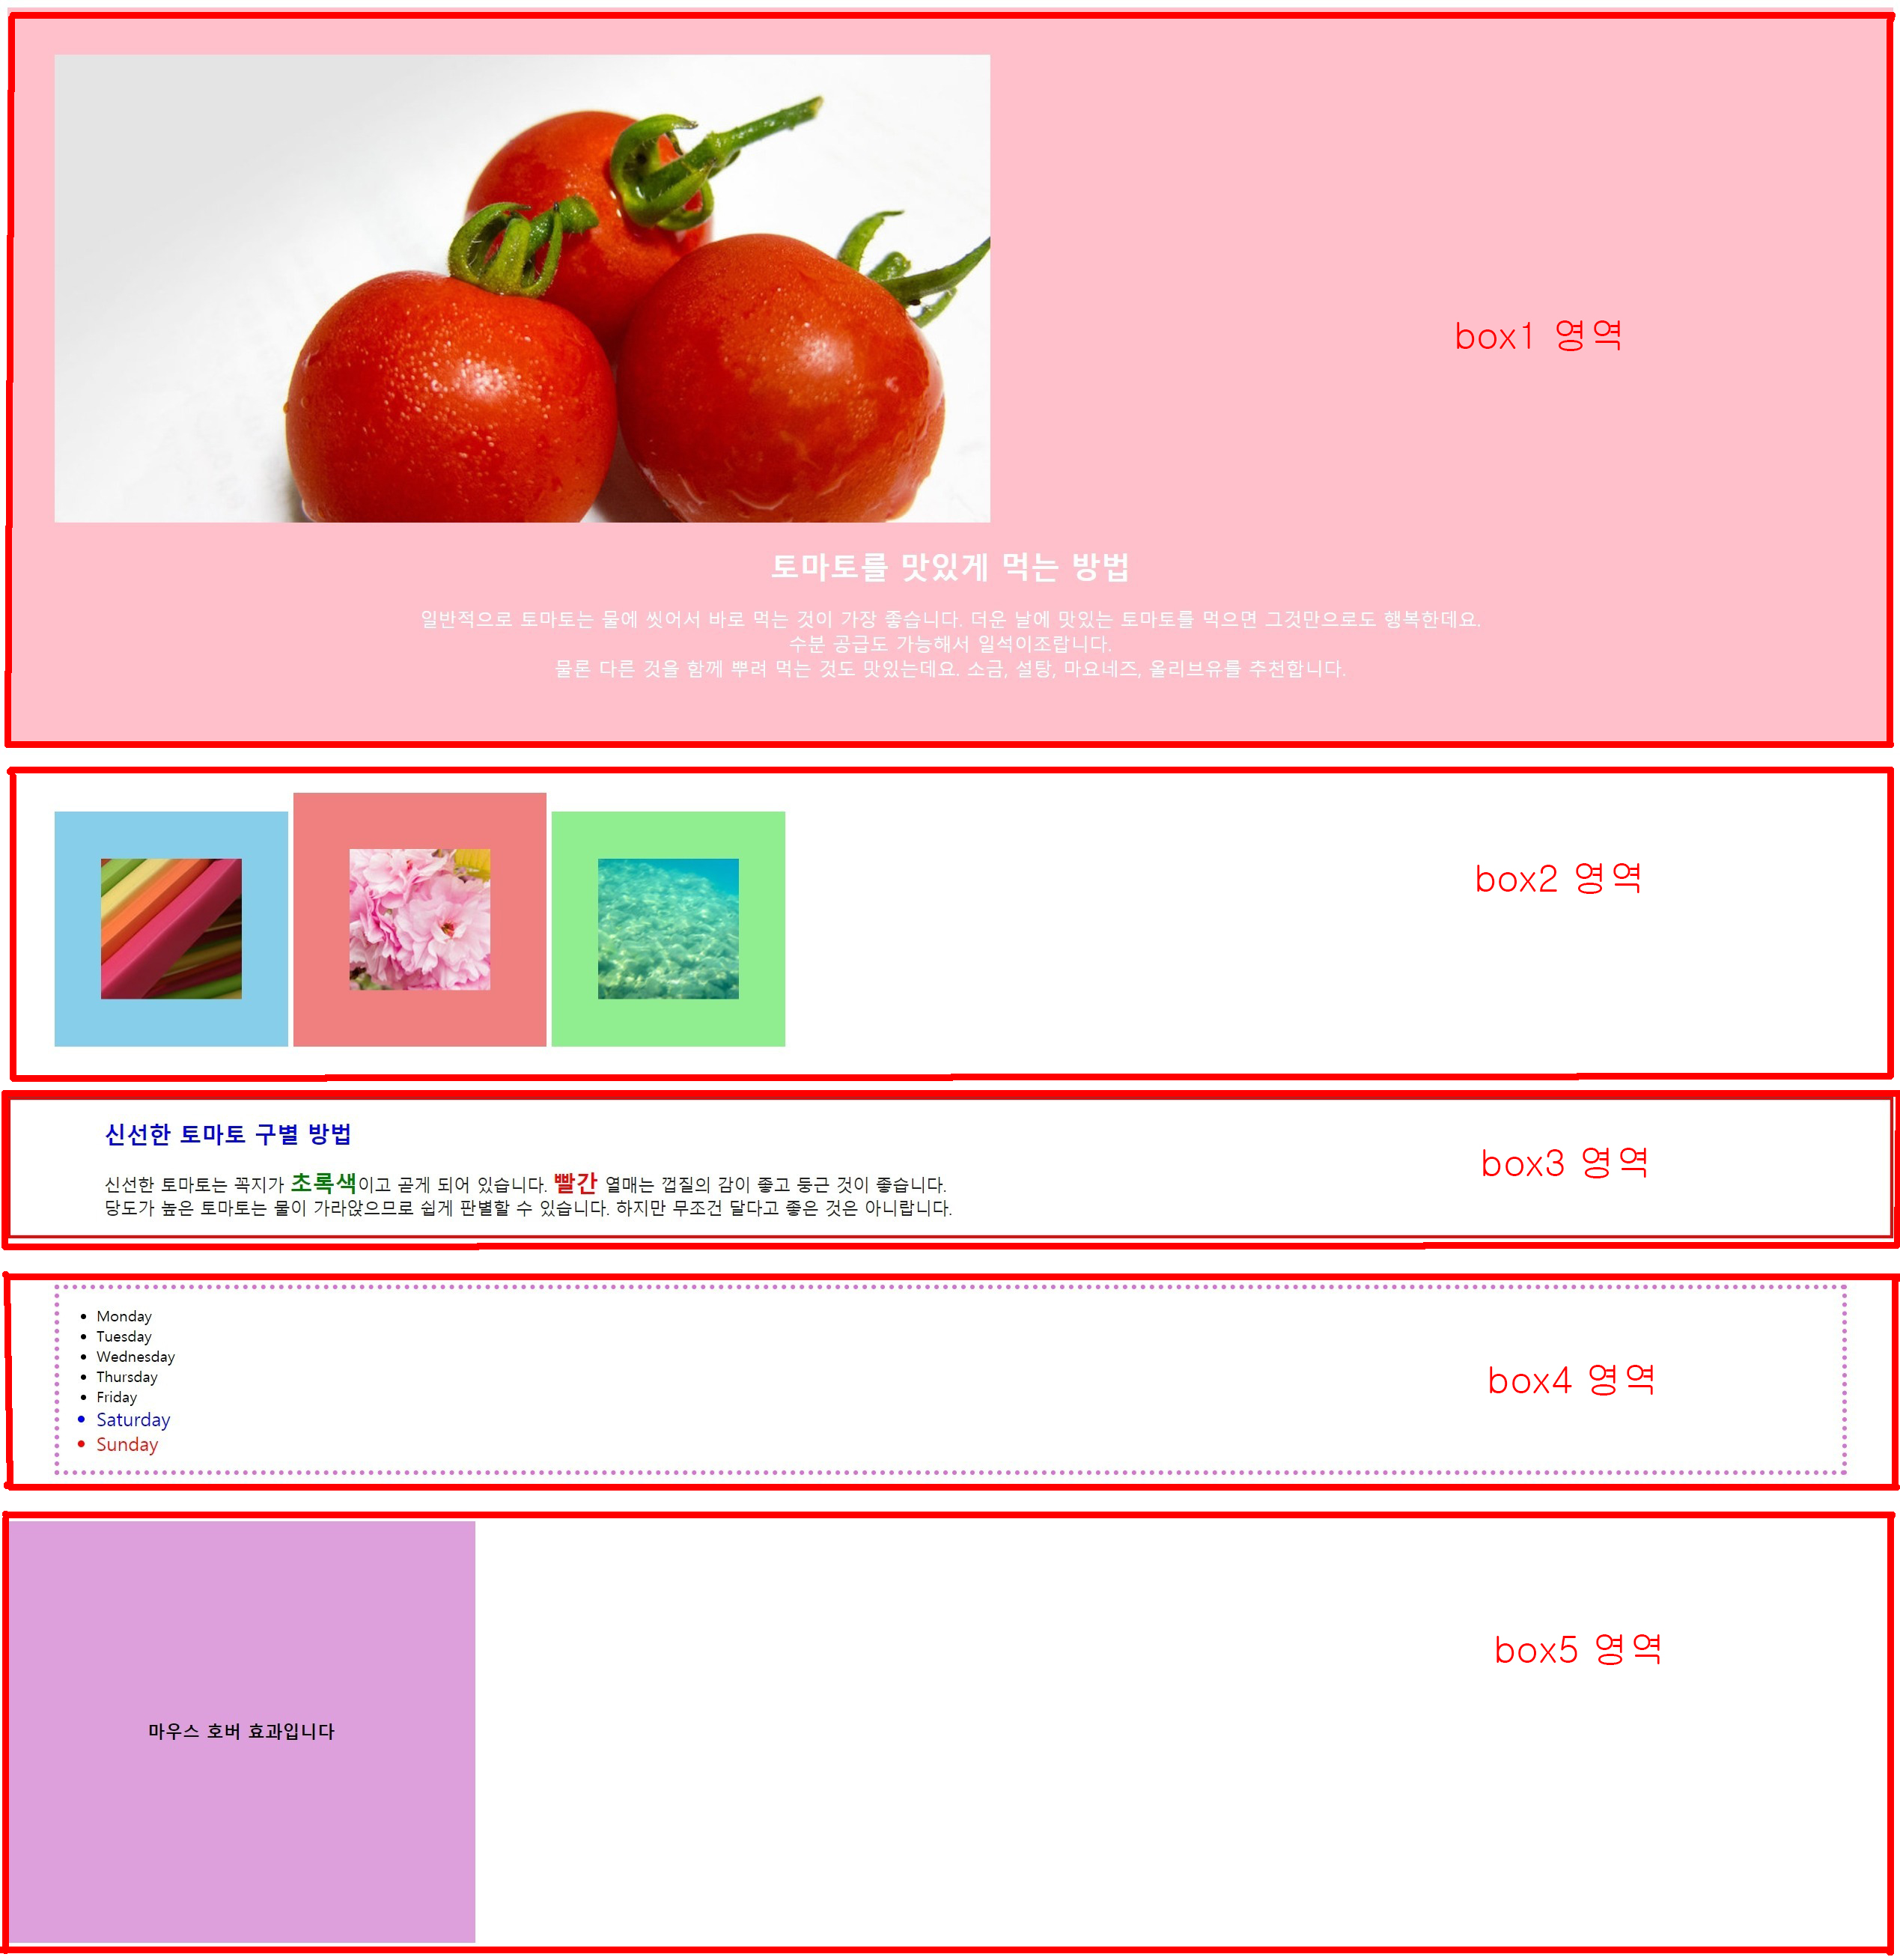 box1 영역
토마토를 맛있게 먹는 방법
일반적으로 토마토는 물에 씻어서 바로 먹는 것이 가장 좋습니다. 더운 날에 맛있는 토마토를 먹으면 그것만으로도 행복한데요.
수분 공급도 가능해서 일석이조랍니다.
물론 다른 것을 함께 뿌려 먹는 것도 맛있는데요. 소금, 설탕, 마요네즈, 올리브유를 추천합니다.
box2 영역
신선한 토마토 구별 방법
box3 영역
신선한 토마토는 꼭지가 초록색이고 곧게 되어 있습니다. 빨간 열매는 껍질의 감이 좋고 둥근 것이 좋습니다.
당도가 높은 토마토는 물이 가라앉으므로 쉽게 판별할 수 있습니다. 하지만 무조건 달다고 좋은 것은 아니랍니다.
Monday
Tuesday
Wednesday
Thursday
Friday
Saturday
Sunday
box4 영역
box5 영역
마우스 호버 효과입니다